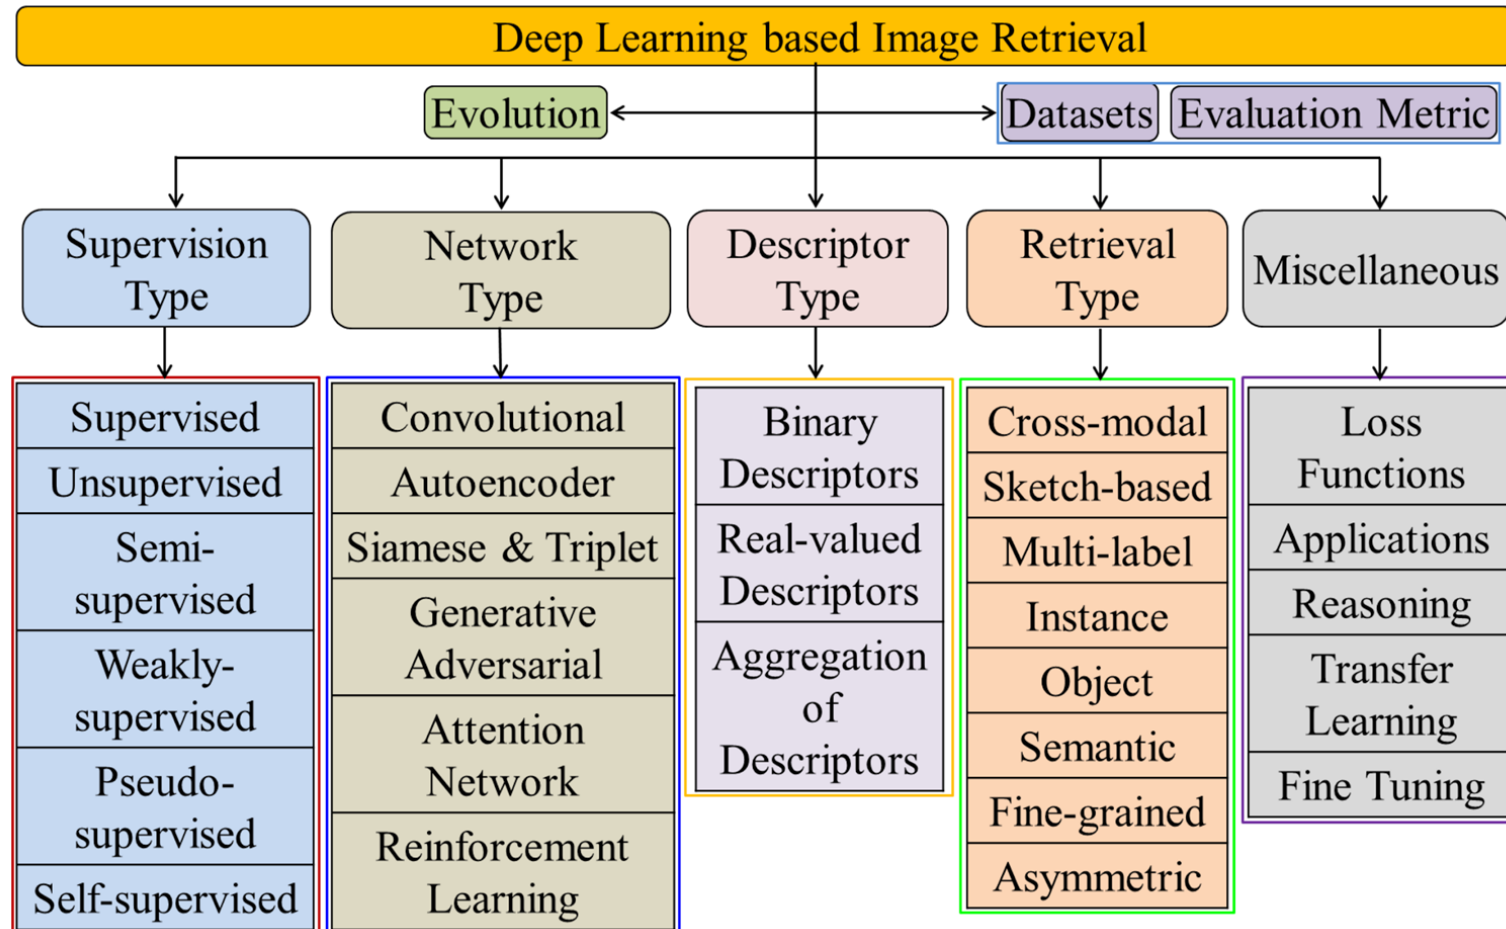 Deep Learning based Image Retrieval
Evolution
Datasets
Evaluation Metric
Supervision
Type
Network
Type
Descriptor
Type
Retrieval
Type
Miscellaneous
Supervised
Unsupervised
Semi-
supervised
Weakly-
supervised
Pseudo-
supervised
Self-supervised
Convolutional
Autoencoder
Siamese & Triplet
Generative
Adversarial
Attention
Network
Reinforcement
Learning
Binary
Descriptors
Real-valued
Descriptors
Aggregation
of
Descriptors
Cross-modal
Sketch-based
Multi-label
Instance
Object
Semantic
Fine-grained
Asymmetric
Loss
Functions
Applications
Reasoning
Transfer
Learning
Fine Tuning